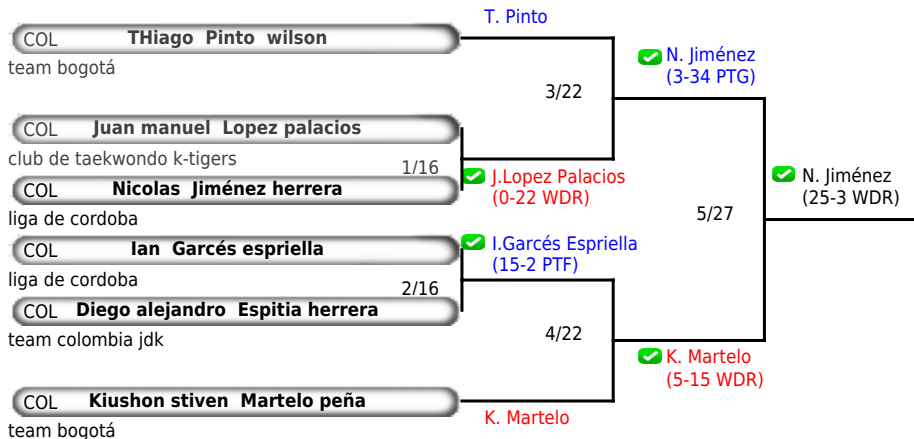 T. Pinto
COL THiago Pinto wilson
team bogotá
N. Jiménez
(3-34 PTG)
3/22
COL Juan manuel Lopez palacios
club de taekwondo k-tigers
1/16
J.Lopez Palacios
(0-22 WDR)
COL Nicolas Jiménez herrera
liga de cordoba
N. Jiménez
(25-3 WDR)
5/27
COL Ian Garcés espriella
liga de cordoba
I.Garcés Espriella
(15-2 PTF)
2/16
COL Diego alejandro Espitia herrera
team colombia jdk
4/22
K. Martelo
(5-15 WDR)
COL Kiushon stiven Martelo peña
team bogotá
K. Martelo